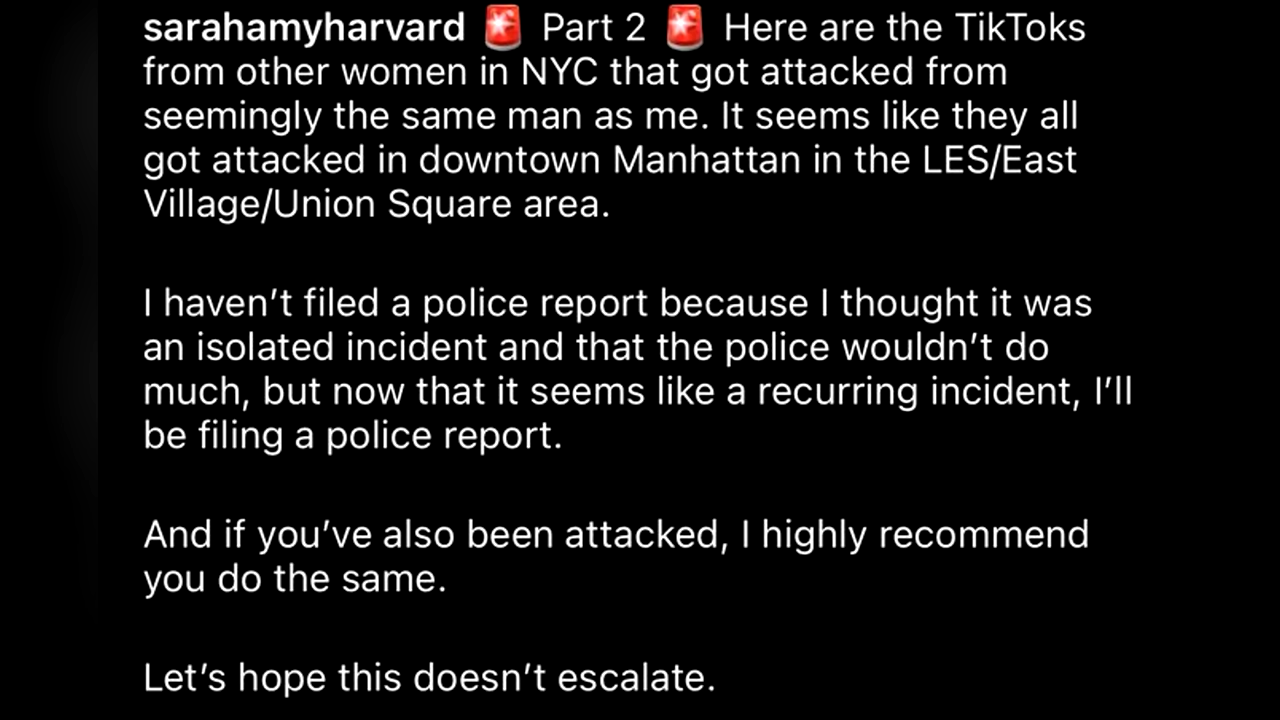 sarahamyharvard 🚨 Part 2 🚨 Here are the TikToks
from other women in NYC that got attacked from
seemingly the same man as me. It seems like they all
got attacked in downtown Manhattan in the LES/East
Village/Union Square area.
I haven’t filed a police report because I thought it was
an isolated incident and that the police wouldn’t do
much, but now that it seems like a recurring incident, I’ll
be filing a police report.
And if you’ve also been attacked, I highly recommend
you do the same.
Let’s hope this doesn’t escalate.